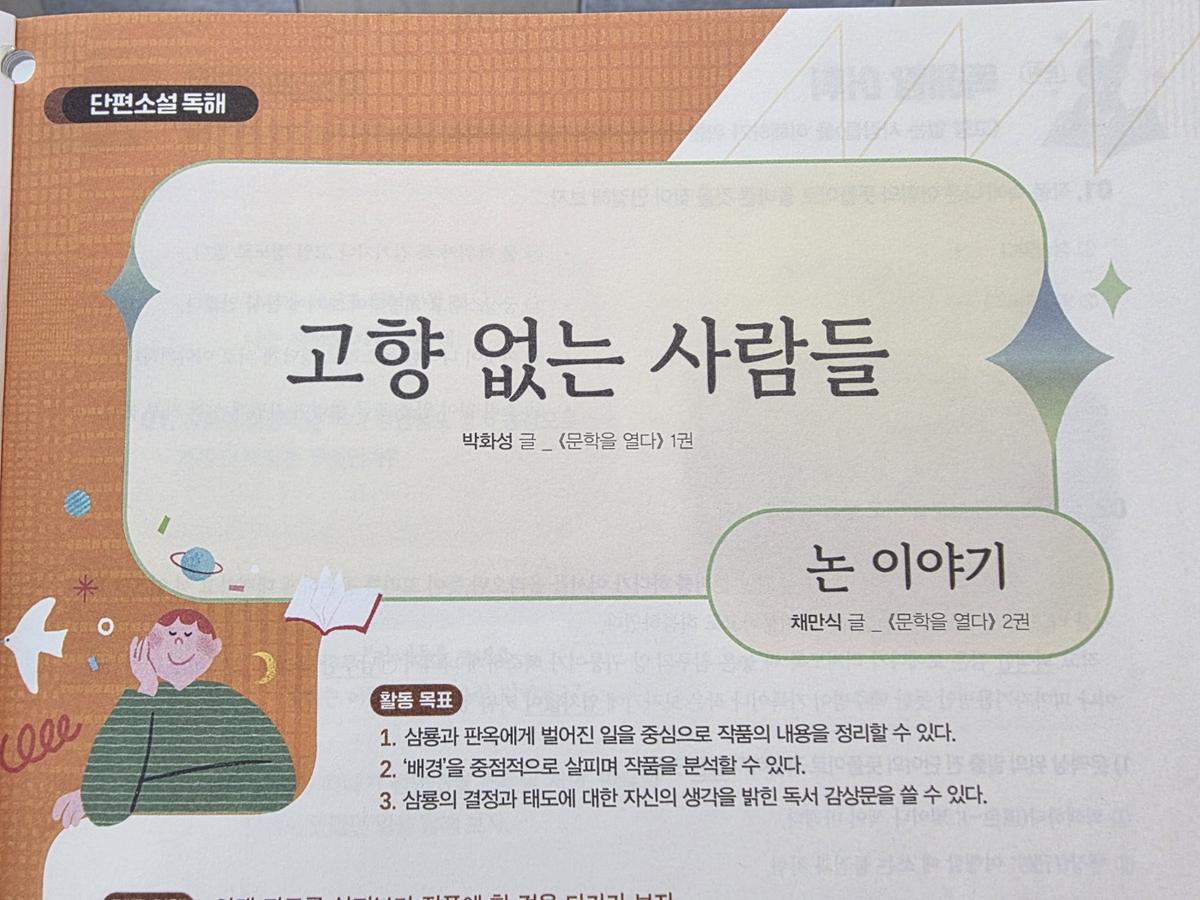 단편소설 독해
고향 없는 사람들
박화성 글 _ 《문학을 열다》 1권
논 이야기
채만식 글 _ 《문학을 열다》 2권
활동 목표
1. 삼룡과 판옥에게 벌어진 일을 중심으로 작품의 내용을 정리할 수 있다.
2. ‘배경’을 중점적으로 살피며 작품을 분석할 수 있다.
3. 삼룡의 결정과 태도에 대한 자신의 생각을 밝힌 독서 감상문을 쓸 수 있다.